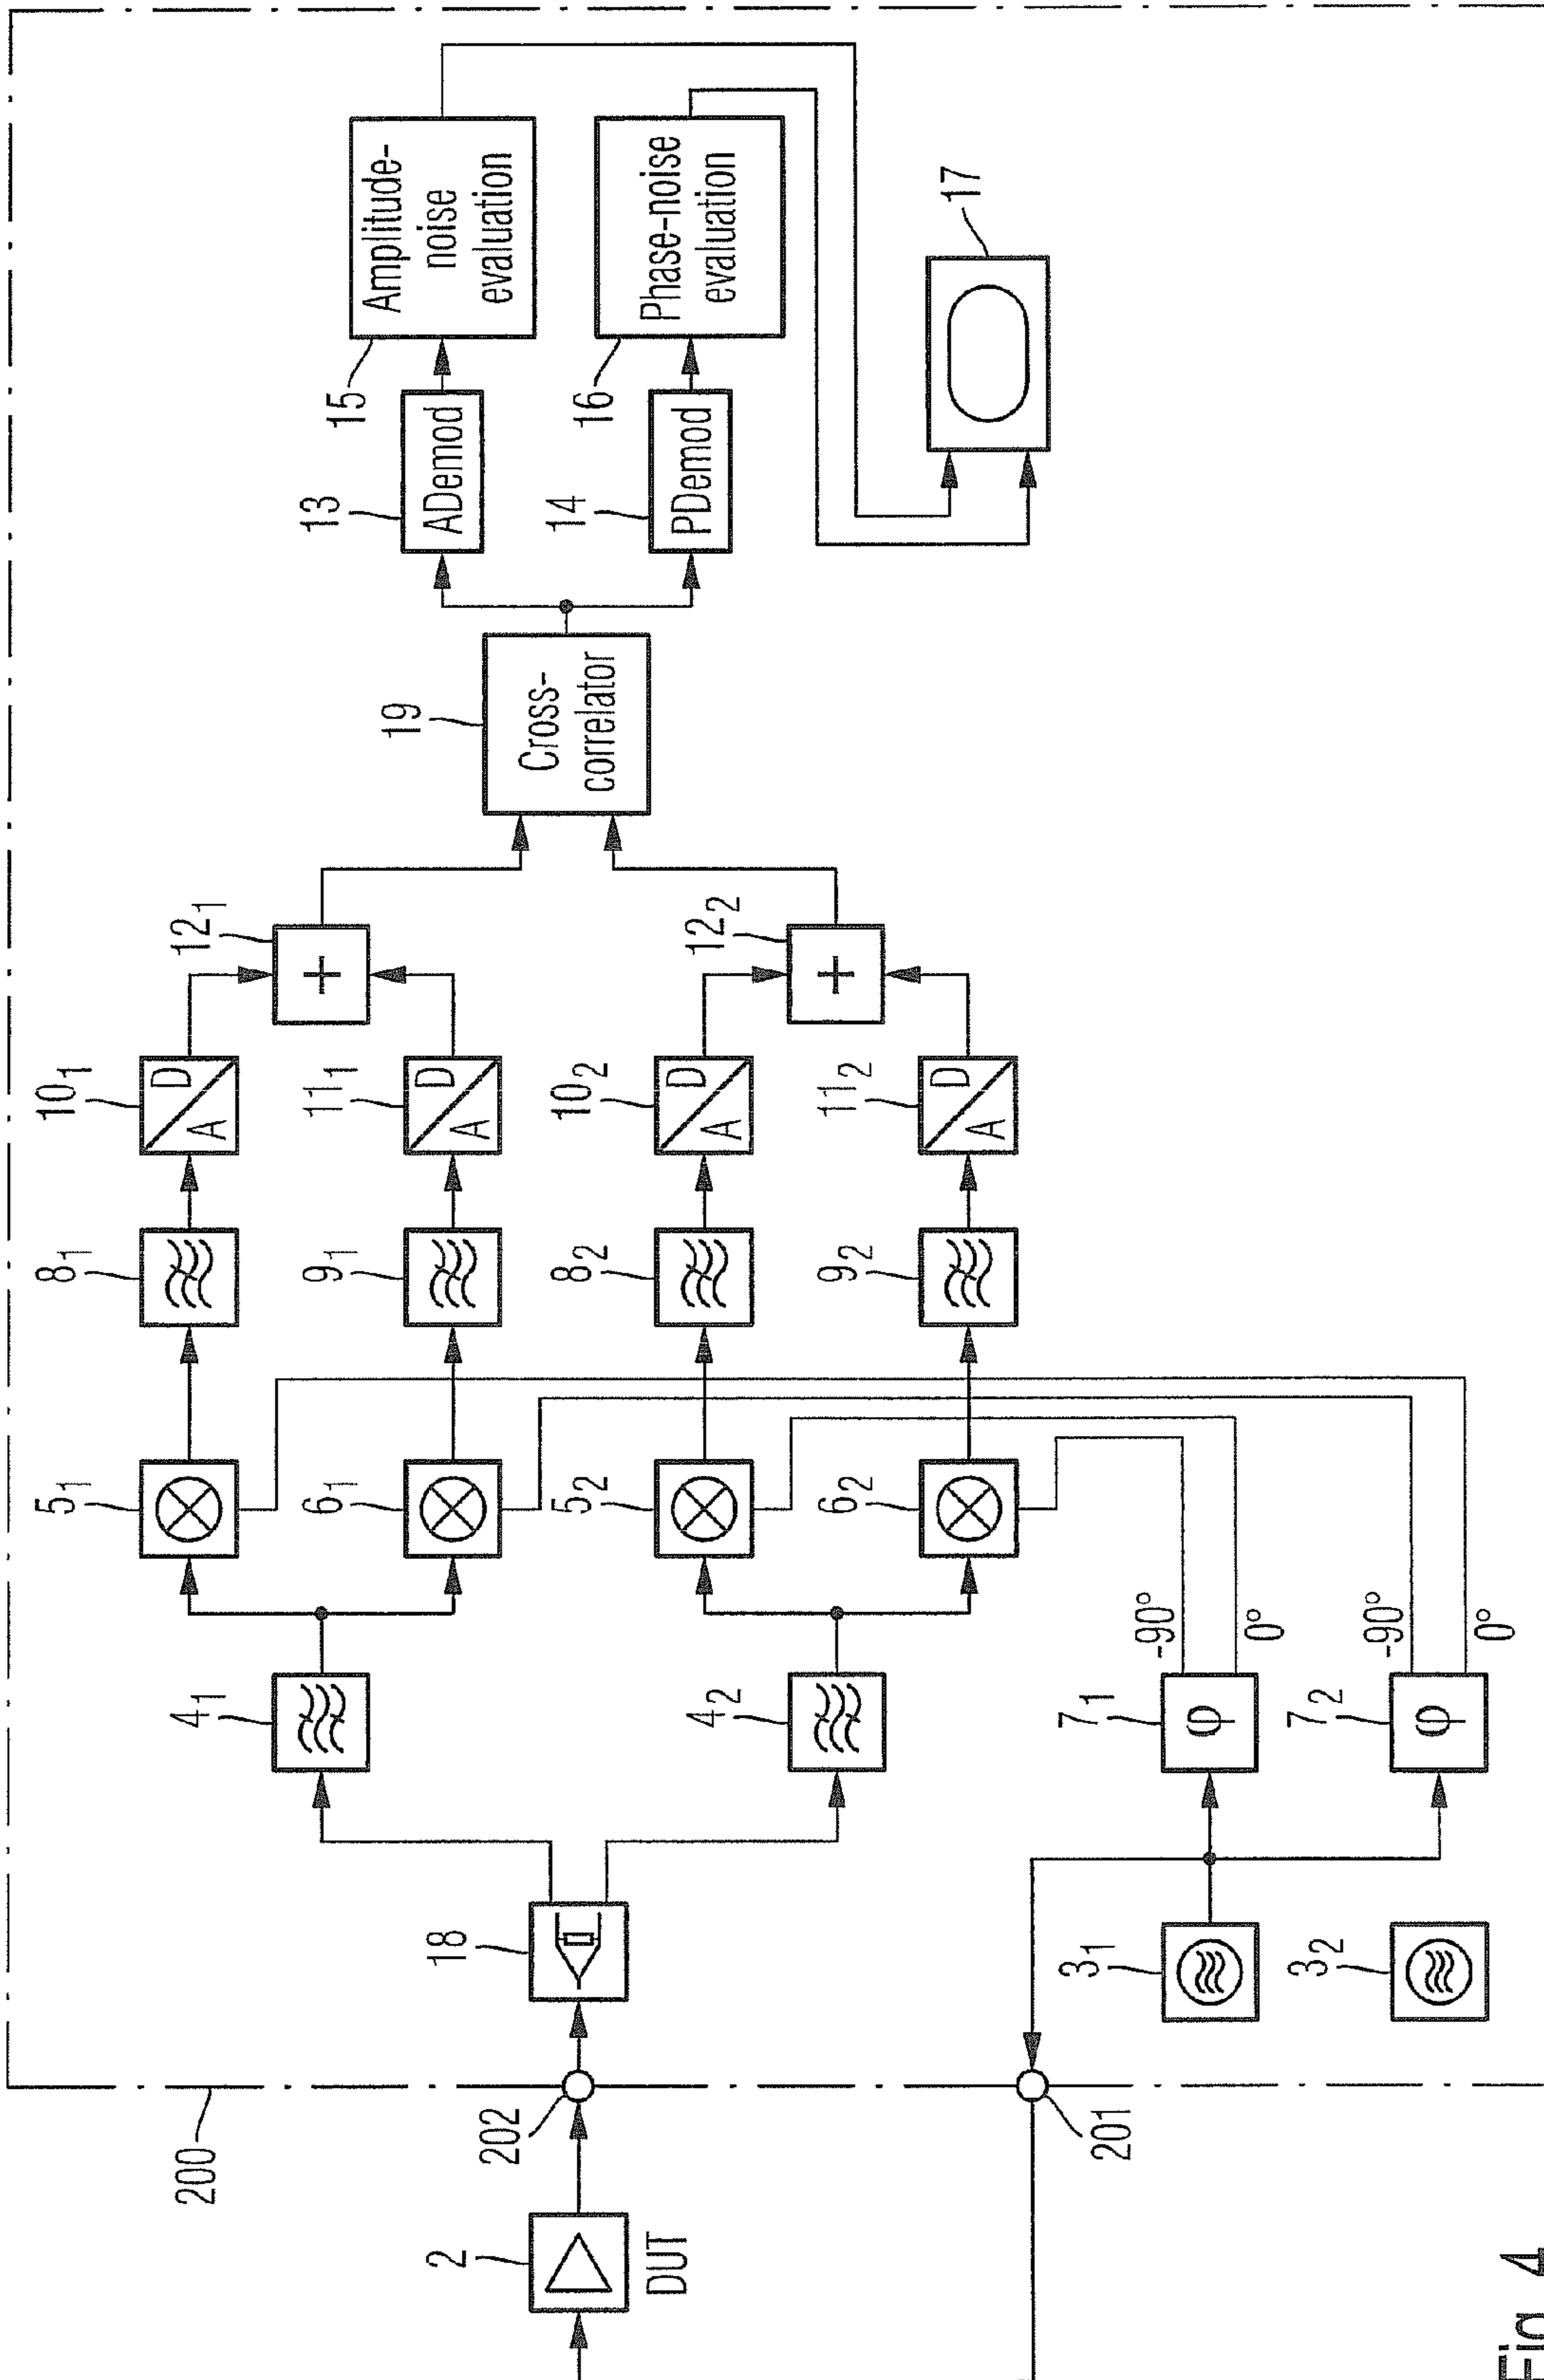 200
2
DUT
202
201
18
4₁
4₂
3₁
3₂
7₁
7₂
-90°
0°
-90°
0°
5₁
6₁
5₂
6₂
8₁
9₁
8₂
9₂
10₁
A
D
11₁
A
D
10₂
A
D
11₂
A
D
12₁
+
12₂
+
φ
φ
19
Cross-
correlator
13
ADemod
14
PDemod
15
Amplitude-
noise
evaluation
16
Phase-noise
evaluation
17
Fig. 4